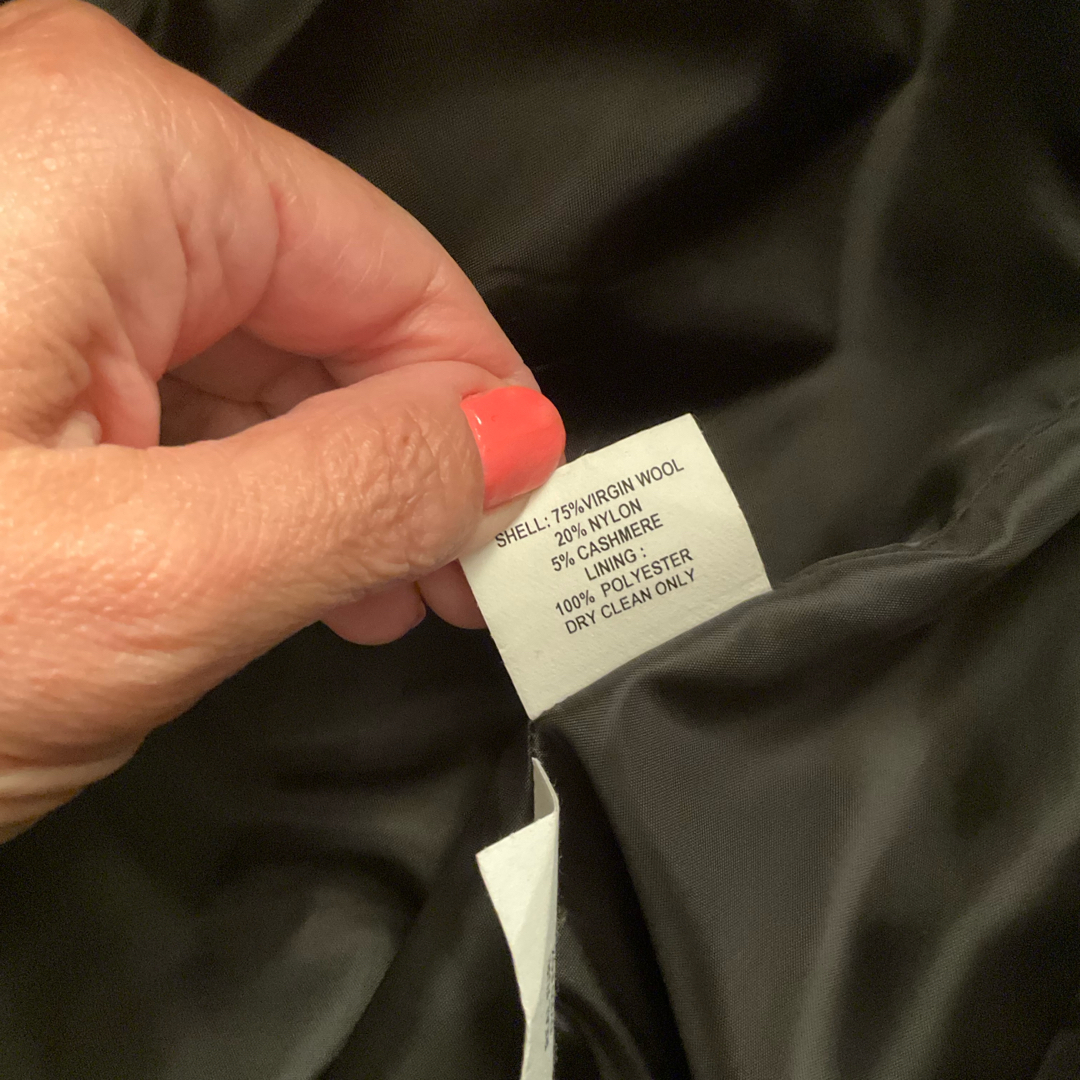 SHELL: 75%VIRGIN WOOL
20% NYLON
5% CASHMERE
LINING :
100% POLYESTER
DRY CLEAN ONLY